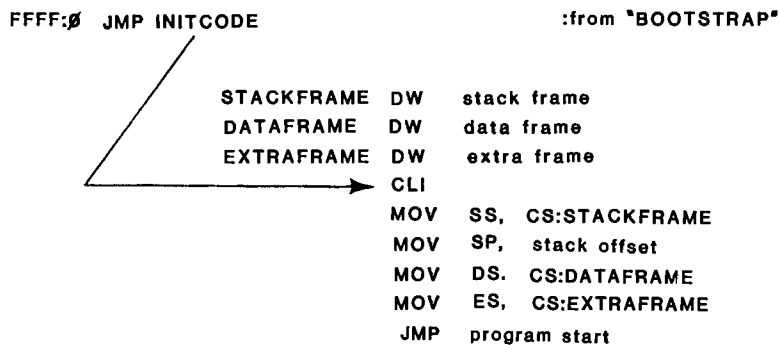 FFFF:Ø JMP INITCODE :from "BOOTSTRAP"
STACKFRAME DW stack frame
DATAFRAME DW data frame
EXTRAFRAME DW extra frame
CLI
MOV SS, CS:STACKFRAME
MOV SP, stack offset
MOV DS. CS:DATAFRAME
MOV ES, CS:EXTRAFRAME
JMP program start